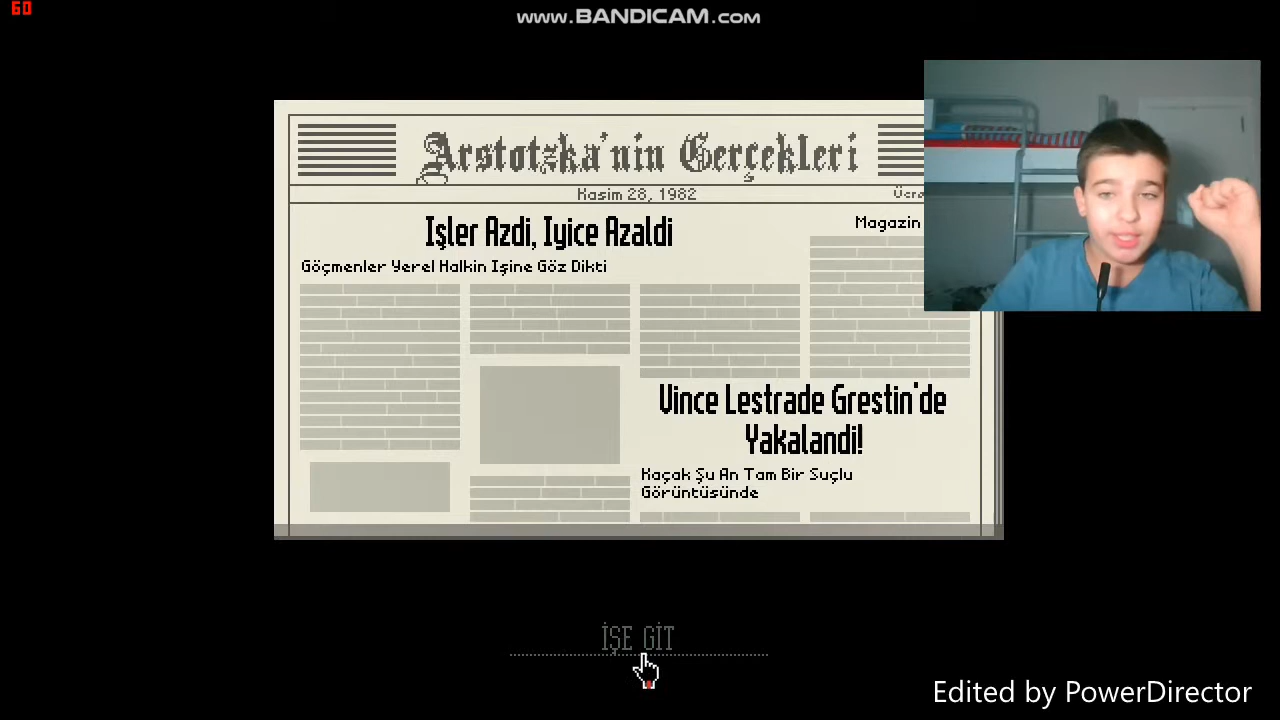 60
www.BANDICAM.com
Arstotzka'nin Gerçekleri
Kasim 28, 1982
Işler Azdi, Iyice Azaldi
Magazin
Göçmenler Yerel Halkin Işine Göz Dikti
Vince Lestrade Grestin'de
Yakalandi!
Kaçak Şu An Tam Bir Suçlu
Görüntüsünde
İŞE GİT
Edited by PowerDirector